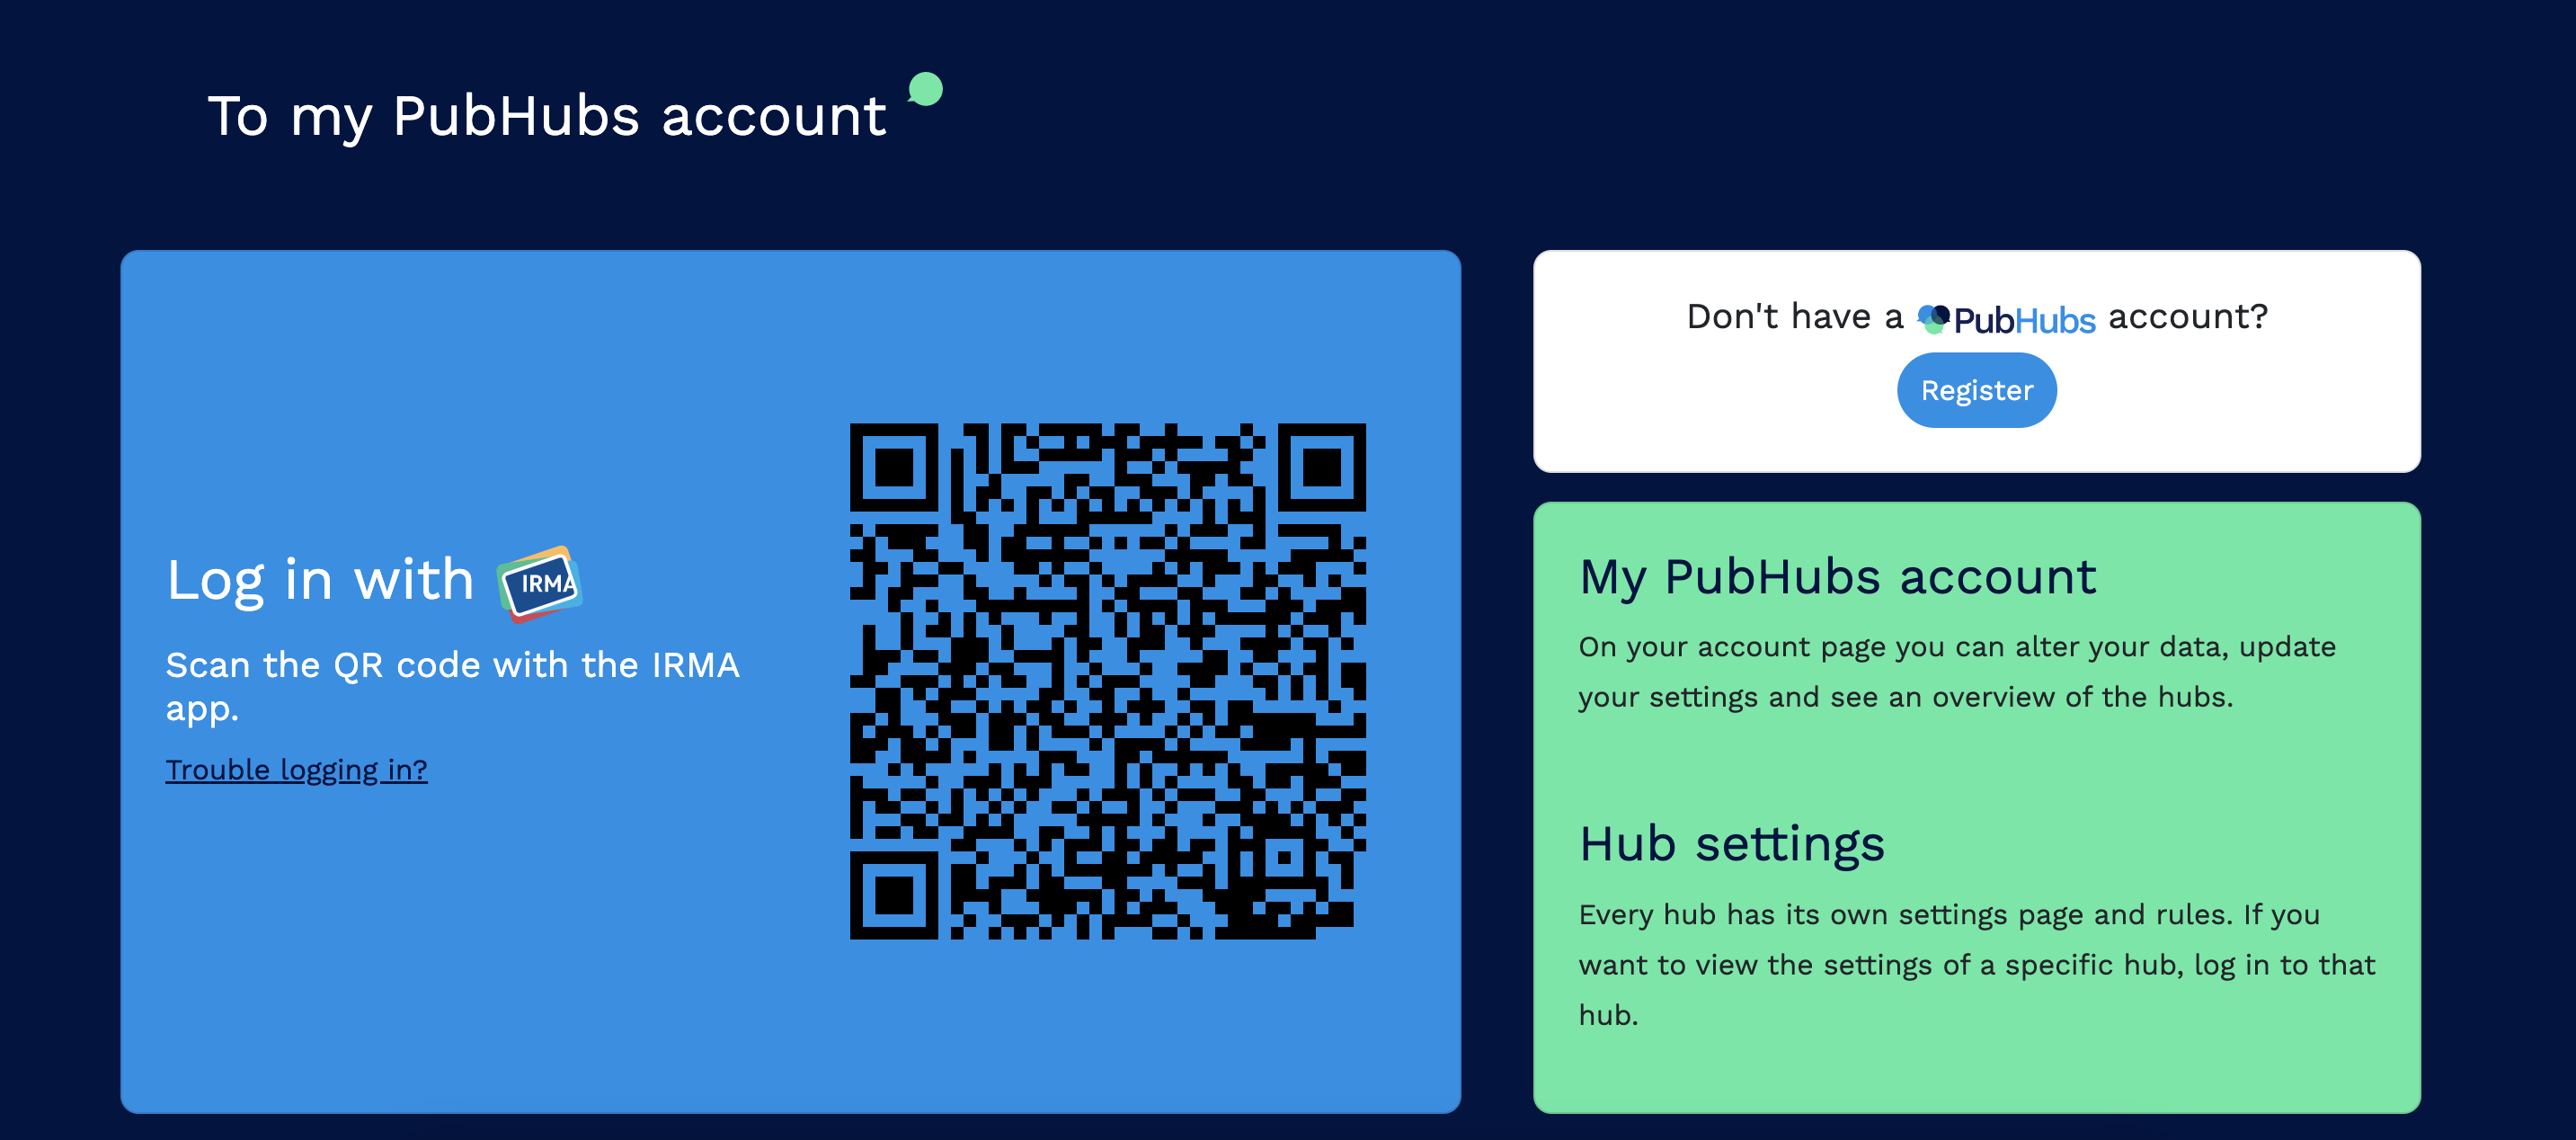 To my PubHubs account
Log in with IRMA
Scan the QR code with the IRMA
app.
Trouble logging in?
Don't have a PubHubs account?
Register
My PubHubs account
On your account page you can alter your data, update
your settings and see an overview of the hubs.
Hub settings
Every hub has its own settings page and rules. If you
want to view the settings of a specific hub, log in to that
hub.